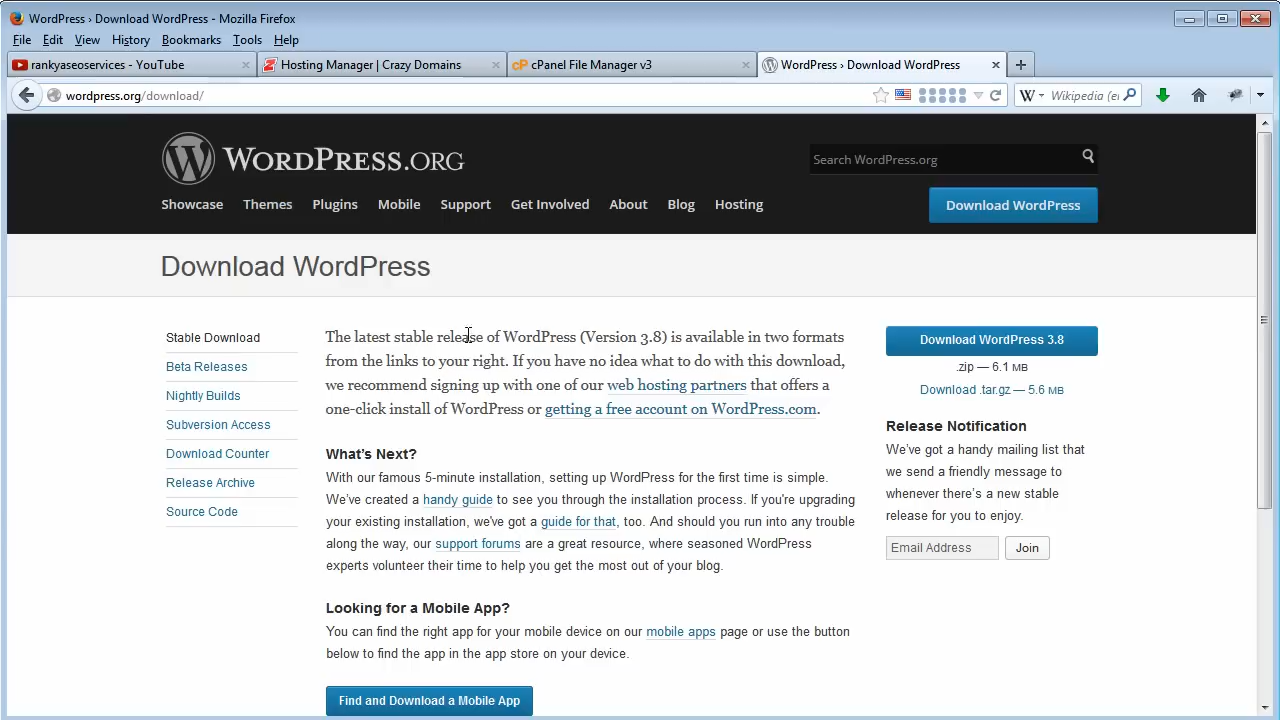 WordPress › Download WordPress - Mozilla Firefox
File Edit View History Bookmarks Tools Help
rankyaseoservices - YouTube
Hosting Manager | Crazy Domains
cPanel File Manager v3
WordPress › Download WordPress
wordpress.org/download/
WORDPRESS.ORG
Search WordPress.org
Showcase Themes Plugins Mobile Support Get Involved About Blog Hosting
Download WordPress
Download WordPress
Stable Download
Beta Releases
Nightly Builds
Subversion Access
Download Counter
Release Archive
Source Code
The latest stable release of WordPress (Version 3.8) is available in two formats
from the links to your right. If you have no idea what to do with this download,
we recommend signing up with one of our web hosting partners that offers a
one-click install of WordPress or getting a free account on WordPress.com.
What's Next?
With our famous 5-minute installation, setting up WordPress for the first time is simple.
We've created a handy guide to see you through the installation process. If you're upgrading
your existing installation, we've got a guide for that, too. And should you run into any trouble
along the way, our support forums are a great resource, where seasoned WordPress
experts volunteer their time to help you get the most out of your blog.
Looking for a Mobile App?
You can find the right app for your mobile device on our mobile apps page or use the button
below to find the app in the app store on your device.
Find and Download a Mobile App
Download WordPress 3.8
.zip — 6.1 MB
Download .tar.gz — 5.6 MB
Release Notification
We've got a handy mailing list that
we send a friendly message to
whenever there's a new stable
release for you to enjoy.
Email Address
Join